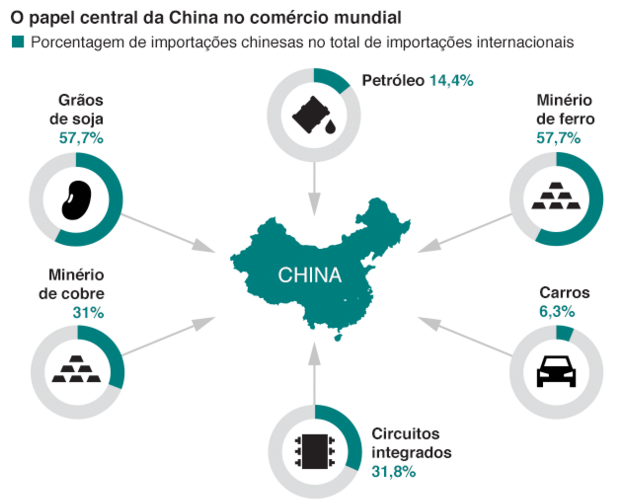 O papel central da China no comércio mundial
Porcentagem de importações chinesas no total de importações internacionais
Petróleo 14,4%
Grãos
de soja
57,7%
Minério
de ferro
57,7%
CHINA
Minério
de cobre
31%
Carros
6,3%
Circuitos
integrados
31,8%